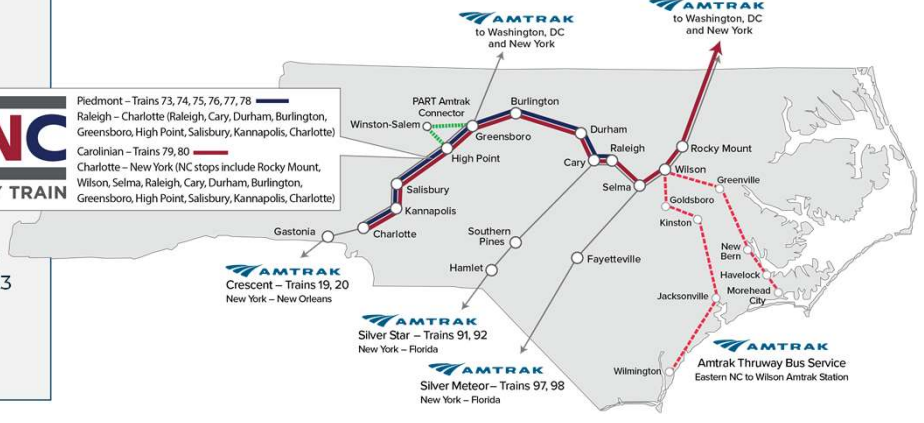 AMTRAK
to Washington, DC
and New York
AMTRAK
to Washington, DC
and New York
NC
Y TRAIN
3
Piedmont – Trains 73, 74, 75, 76, 77, 78
Raleigh – Charlotte (Raleigh, Cary, Durham, Burlington,
Greensboro, High Point, Salisbury, Kannapolis, Charlotte)
Carolinian – Trains 79, 80
Charlotte – New York (NC stops include Rocky Mount,
Wilson, Selma, Raleigh, Cary, Durham, Burlington,
Greensboro, High Point, Salisbury, Kannapolis, Charlotte)
PART Amtrak
Connector
Winston-Salem
Burlington
Greensboro
High Point
Durham
Raleigh
Cary
Rocky Mount
Wilson
Selma
Greenville
Goldsboro
Kinston
Salisbury
Kannapolis
Charlotte
Gastonia
Southern
Pines
Hamlet
Fayetteville
New
Bern
Havelock
Morehead
City
Jacksonville
Wilmington
AMTRAK
Crescent – Trains 19, 20
New York – New Orleans
AMTRAK
Silver Star – Trains 91, 92
New York – Florida
AMTRAK
Silver Meteor – Trains 97, 98
New York – Florida
AMTRAK
Amtrak Thruway Bus Service
Eastern NC to Wilson Amtrak Station